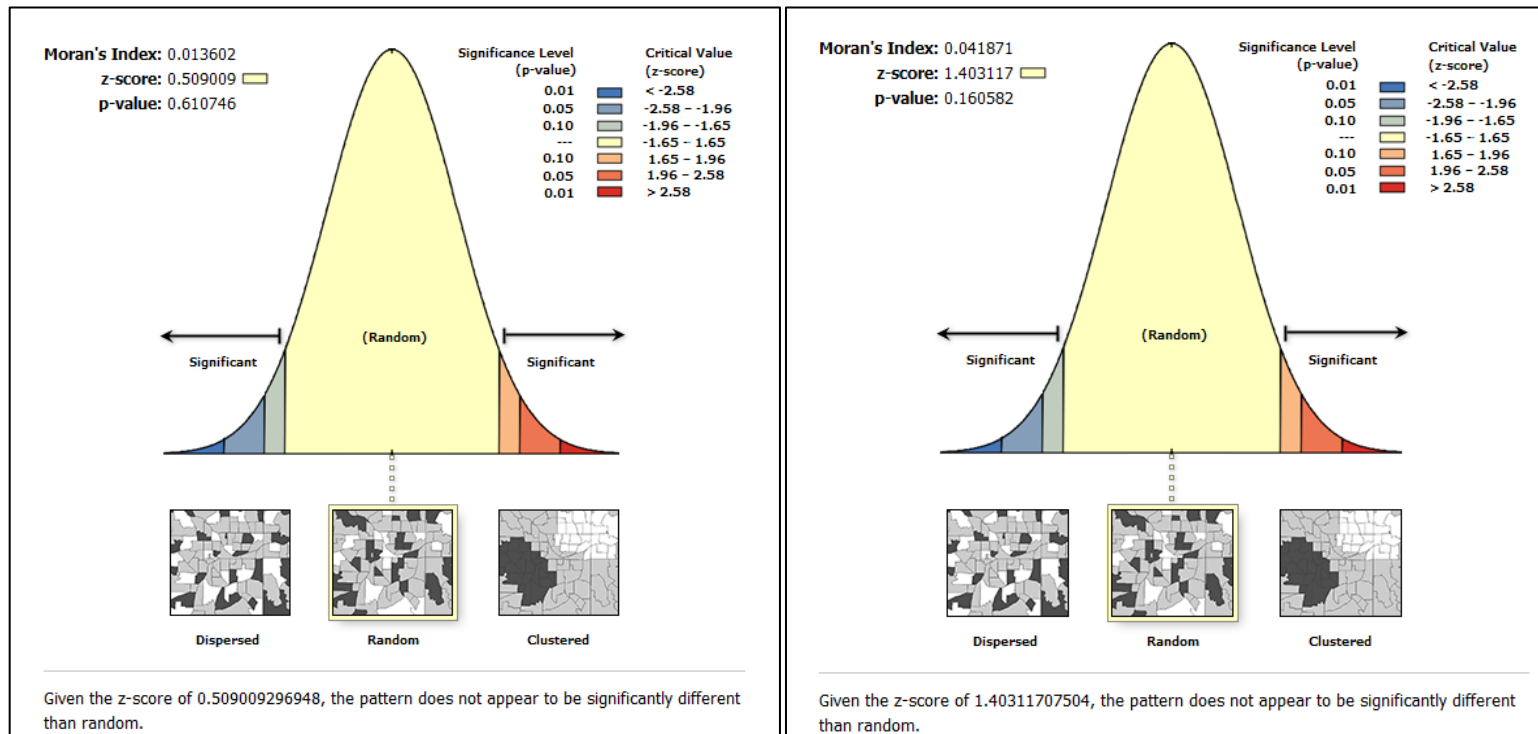 Moran's Index: 0.013602
z-score: 0.509009
p-value: 0.610746
Significance Level Critical Value
(p-value) (z-score)
0.01 < -2.58
0.05 -2.58 – -1.96
0.10 -1.96 – -1.65
--- -1.65 – 1.65
0.10 1.65 – 1.96
0.05 1.96 – 2.58
0.01 > 2.58
(Random)
Significant Significant
Dispersed Random Clustered
Given the z-score of 0.509009296948, the pattern does not appear to be significantly different
than random.
Moran's Index: 0.041871
z-score: 1.403117
p-value: 0.160582
Significance Level Critical Value
(p-value) (z-score)
0.01 < -2.58
0.05 -2.58 – -1.96
0.10 -1.96 – -1.65
--- -1.65 – 1.65
0.10 1.65 – 1.96
0.05 1.96 – 2.58
0.01 > 2.58
(Random)
Significant Significant
Dispersed Random Clustered
Given the z-score of 1.40311707504, the pattern does not appear to be significantly different
than random.